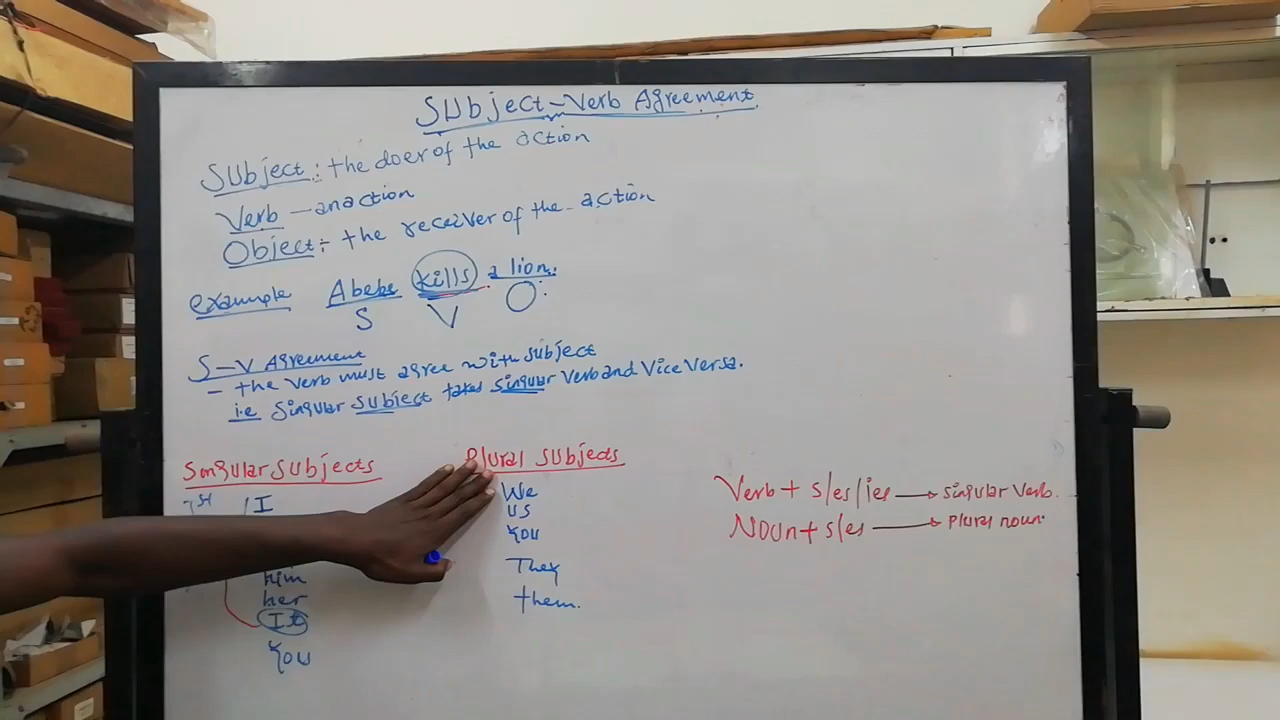 Subject-Verb Agreement
Subject: the doer of the action
Verb - an action
Object: the receiver of the action
example Abebe kills a lion.
S V O
S-V Agreement
- the verb must agree with subject
i.e singular subject takes singular verb and vice versa.
Singular subjects
1st I
him
her
It
You
Plural subjects
We
us
You
They
them.
Verb + s/es/ies → singular verb.
Noun + s/es → plural noun.